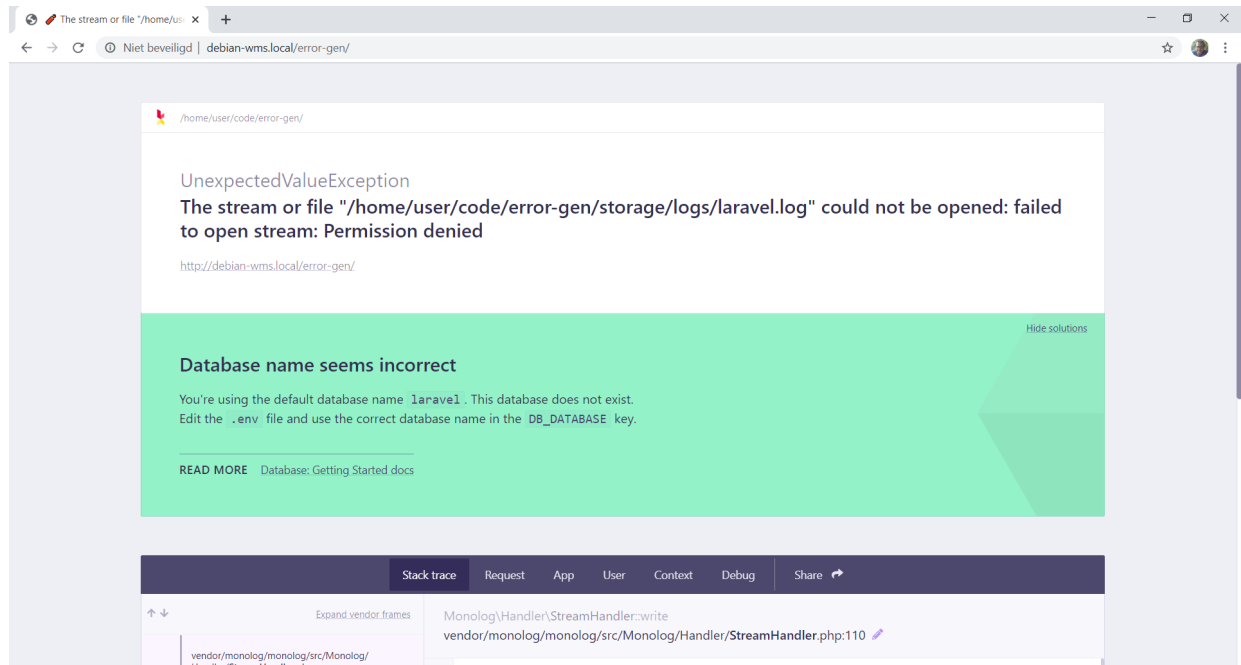 The stream or file "/home/us
Niet beveiligd | debian-wms.local/error-gen/
/home/user/code/error-gen/
UnexpectedValueException
The stream or file "/home/user/code/error-gen/storage/logs/laravel.log" could not be opened: failed
to open stream: Permission denied
http://debian-wms.local/error-gen/
Hide solutions
Database name seems incorrect
You're using the default database name laravel. This database does not exist.
Edit the .env file and use the correct database name in the DB_DATABASE key.
READ MORE Database: Getting Started docs
Stack trace Request App User Context Debug Share
Expand vendor frames
Monolog\Handler\StreamHandler::write
vendor/monolog/monolog/src/Monolog/Handler/StreamHandler.php:110
vendor/monolog/monolog/src/Monolog/